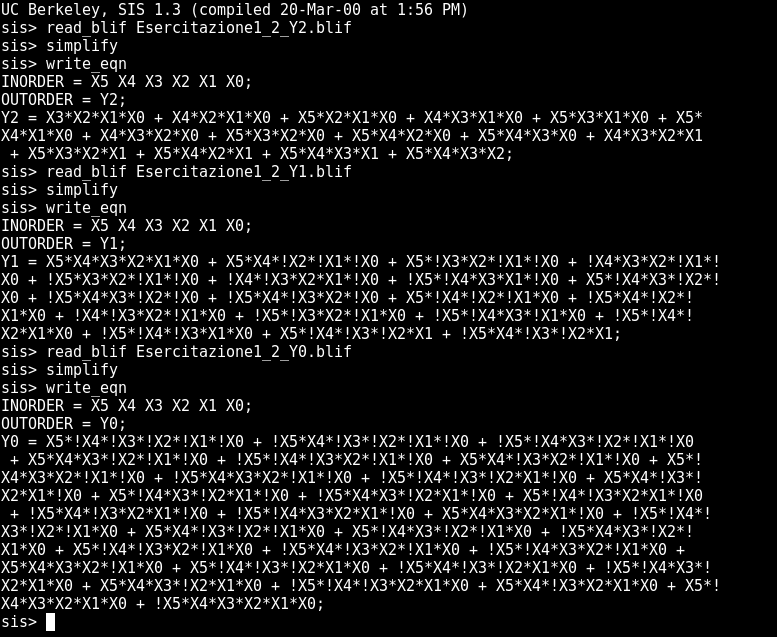 UC Berkeley, SIS 1.3 (compiled 20-Mar-00 at 1:56 PM)
sis> read_blif Esercitazione1_2_Y2.blif
sis> simplify
sis> write_eqn
INORDER = X5 X4 X3 X2 X1 X0;
OUTORDER = Y2;
Y2 = X3*X2*X1*X0 + X4*X2*X1*X0 + X5*X2*X1*X0 + X4*X3*X1*X0 + X5*X3*X1*X0 + X5*
X4*X1*X0 + X4*X3*X2*X0 + X5*X3*X2*X0 + X5*X4*X2*X0 + X5*X4*X3*X0 + X4*X3*X2*X1
 + X5*X3*X2*X1 + X5*X4*X2*X1 + X5*X4*X3*X1 + X5*X4*X3*X2;
sis> read_blif Esercitazione1_2_Y1.blif
sis> simplify
sis> write_eqn
INORDER = X5 X4 X3 X2 X1 X0;
OUTORDER = Y1;
Y1 = X5*X4*X3*X2*X1*X0 + X5*X4*!X2*!X1*!X0 + X5*!X3*X2*!X1*!X0 + !X4*X3*X2*!X1*!
X0 + !X5*X3*X2*!X1*!X0 + !X4*!X3*X2*X1*!X0 + !X5*!X4*X3*X1*!X0 + X5*!X4*X3*!X2*!
X0 + !X5*X4*X3*!X2*!X0 + !X5*X4*!X3*X2*!X0 + X5*!X4*!X2*!X1*X0 + !X5*X4*!X2*!
X1*X0 + !X4*!X3*X2*!X1*X0 + !X5*!X3*X2*!X1*X0 + !X5*!X4*X3*!X1*X0 + !X5*!X4*!
X2*X1*X0 + !X5*!X4*!X3*X1*X0 + X5*!X4*!X3*!X2*X1 + !X5*X4*!X3*!X2*X1;
sis> read_blif Esercitazione1_2_Y0.blif
sis> simplify
sis> write_eqn
INORDER = X5 X4 X3 X2 X1 X0;
OUTORDER = Y0;
Y0 = X5*!X4*!X3*!X2*!X1*!X0 + !X5*X4*!X3*!X2*!X1*!X0 + !X5*!X4*X3*!X2*!X1*!X0
 + X5*X4*X3*!X2*!X1*!X0 + !X5*!X4*!X3*X2*!X1*!X0 + X5*X4*!X3*X2*!X1*!X0 + X5*!
X4*X3*X2*!X1*!X0 + !X5*X4*X3*X2*!X1*!X0 + !X5*!X4*!X3*!X2*X1*!X0 + X5*X4*!X3*!
X2*X1*!X0 + X5*!X4*X3*!X2*X1*!X0 + !X5*X4*X3*!X2*X1*!X0 + X5*!X4*!X3*X2*X1*!X0
 + !X5*X4*!X3*X2*X1*!X0 + !X5*!X4*X3*X2*X1*!X0 + X5*X4*X3*X2*X1*!X0 + !X5*!X4*!
X3*!X2*!X1*X0 + X5*X4*!X3*!X2*!X1*X0 + X5*!X4*X3*!X2*!X1*X0 + !X5*X4*X3*!X2*!
X1*X0 + X5*!X4*!X3*X2*!X1*X0 + !X5*X4*!X3*X2*!X1*X0 + !X5*!X4*X3*X2*!X1*X0 +
X5*X4*X3*X2*!X1*X0 + X5*!X4*!X3*!X2*X1*X0 + !X5*X4*!X3*!X2*X1*X0 + !X5*!X4*X3*!
X2*X1*X0 + X5*X4*X3*!X2*X1*X0 + !X5*!X4*!X3*X2*X1*X0 + X5*X4*!X3*X2*X1*X0 + X5*!
X4*X3*X2*X1*X0 + !X5*X4*X3*X2*X1*X0;
sis>